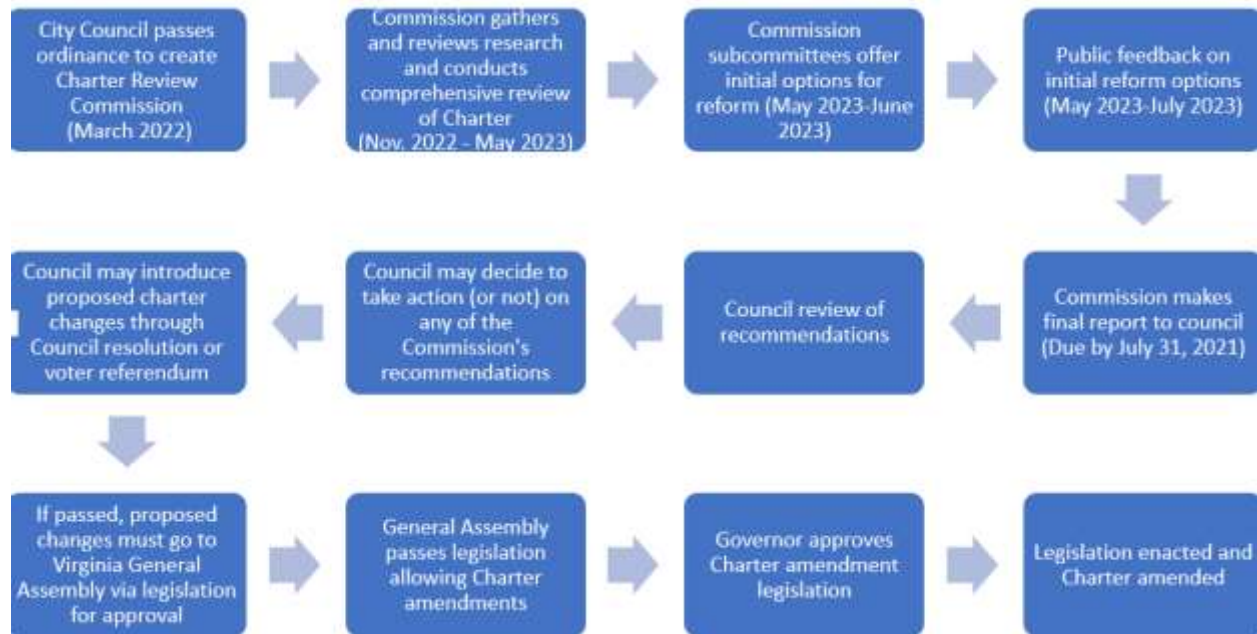 City Council passes
ordinance to create
Charter Review
Commission
(March 2022)
Commission gathers
and reviews research
and conducts
comprehensive review
of Charter
(Nov. 2022 - May 2023)
Commission
subcommittees offer
initial options for
reform (May 2023-June
2023)
Public feedback on
initial reform options
(May 2023-July 2023)
Commission makes
final report to council
(Due by July 31, 2021)
Council review of
recommendations
Council may decide to
take action (or not) on
any of the
Commission's
recommendations
Council may introduce
proposed charter
changes through
Council resolution or
voter referendum
If passed, proposed
changes must go to
Virginia General
Assembly via legislation
for approval
General Assembly
passes legislation
allowing Charter
amendments
Governor approves
Charter amendment
legislation
Legislation enacted and
Charter amended